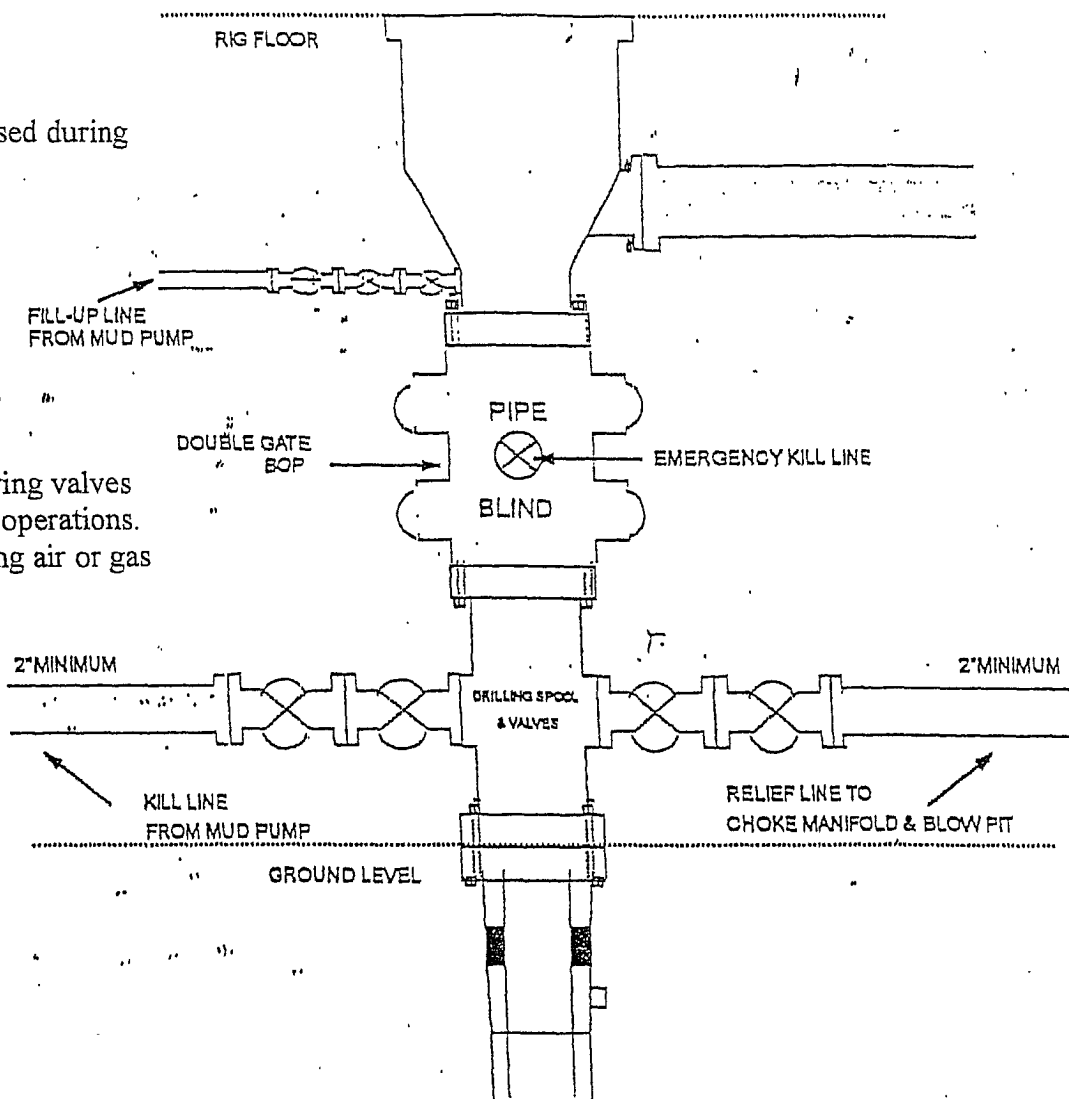 RIG FLOOR
sed during
FILL-UP LINE
FROM MUD PUMP
PIPE
DOUBLE GATE
BOP
EMERGENCY KILL LINE
BLIND
ring valves
operations.
ng air or gas
2" MINIMUM
2" MINIMUM
DRILLING SPOOL
& VALVES
KILL LINE
FROM MUD PUMP
RELIEF LINE TO
CHOKE MANIFOLD & BLOW PIT
GROUND LEVEL